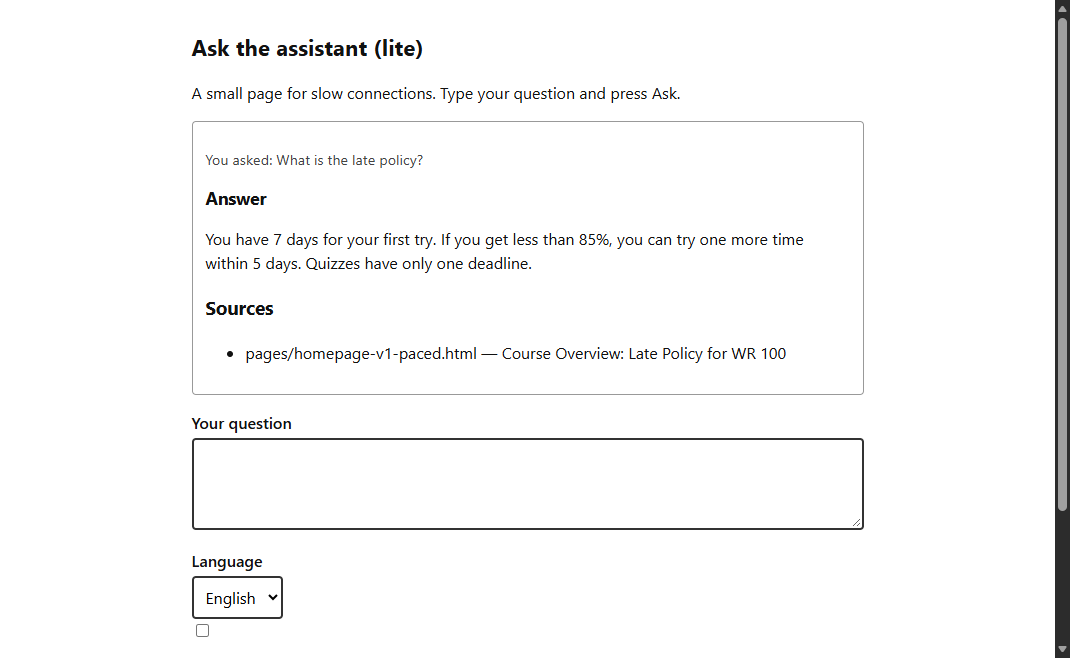 Ask the assistant (lite)
A small page for slow connections. Type your question and press Ask.
You asked: What is the late policy?
Answer
You have 7 days for your first try. If you get less than 85%, you can try one more time
within 5 days. Quizzes have only one deadline.
Sources
• pages/homepage-v1-paced.html — Course Overview: Late Policy for WR 100
Your question
Language
English